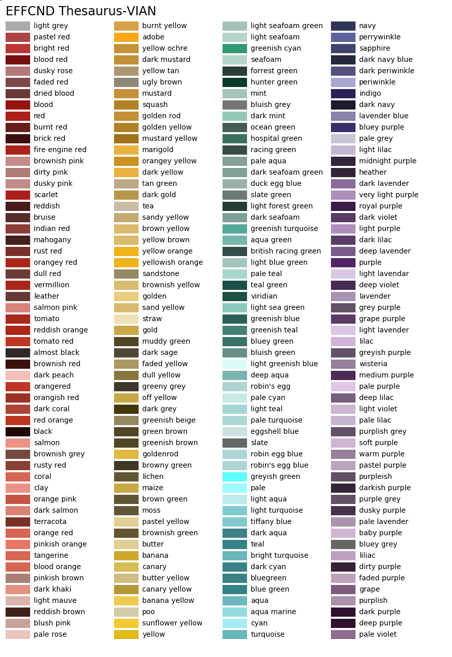 EFFCND Thesaurus-VIAN
light grey
pastel red
bright red
blood red
dusky rose
faded red
dried blood
blood
red
burnt red
brick red
fire engine red
brownish pink
dirty pink
dusky pink
scarlet
reddish
bruise
indian red
mahogany
rust red
orangey red
dull red
vermillion
leather
salmon pink
tomato
reddish orange
tomato red
almost black
brownish red
dark peach
orangered
orangish red
dark coral
red orange
black
salmon
brownish grey
rusty red
coral
clay
orange pink
dark salmon
terracotta
orange red
pinkish orange
tangerine
blood orange
pinkish brown
dark khaki
light mauve
reddish brown
blush pink
pale rose
burnt yellow
adobe
yellow ochre
dark mustard
yellow tan
ugly brown
mustard
squash
golden rod
golden yellow
mustard yellow
marigold
orangey yellow
dark yellow
tan green
dark gold
tea
sandy yellow
brown yellow
yellow brown
yellow orange
yellowish orange
sandstone
brownish yellow
golden
sand yellow
straw
gold
muddy green
dark sage
faded yellow
dull yellow
greeny grey
off yellow
dark grey
greenish beige
green brown
greenish brown
goldenrod
browny green
lichen
maize
brown green
moss
pastel yellow
brownish green
butter
banana
canary
butter yellow
canary yellow
banana yellow
poo
sunflower yellow
yellow
light seafoam green
light seafoam
greenish cyan
seafoam
forrest green
hunter green
mint
bluish grey
dark mint
ocean green
hospital green
racing green
pale aqua
dark seafoam green
duck egg blue
slate green
light forest green
dark seafoam
greenish turquoise
aqua green
british racing green
light blue green
pale teal
teal green
viridian
light sea green
greenish blue
greenish teal
bluey green
bluish green
light greenish blue
deep aqua
robin's egg
pale cyan
light teal
pale turquoise
eggshell blue
slate
robin egg blue
robin's egg blue
greyish green
pale
light aqua
light turquoise
tiffany blue
dark aqua
teal
bright turquoise
dark cyan
bluegreen
blue green
aqua
aqua marine
cyan
turquoise
navy
perrywinkle
sapphire
dark navy blue
dark periwinkle
periwinkle
indigo
dark navy
lavender blue
bluey purple
pale grey
light lilac
midnight purple
heather
dark lavender
very light purple
royal purple
dark violet
light purple
dark lilac
deep lavender
purple
light lavendar
deep violet
lavender
grey purple
grape purple
light lavender
lilac
greyish purple
wisteria
medium purple
pale purple
deep lilac
light violet
pale lilac
purplish grey
soft purple
warm purple
pastel purple
purpleish
darkish purple
purple grey
dusky purple
pale lavender
baby purple
bluey grey
liliac
dirty purple
faded purple
grape
purplish
dark purple
deep purple
pale violet